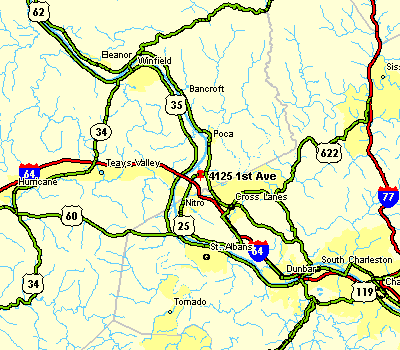 62
Eleanor
Winfield
Bancroft
35
Poca
34
622
64
Teays Valley
4125 1st Ave
Hurricane
77
Nitro
Cross Lanes
60
25
St. Albans
64
South Charleston
Dunbar
34
119
Tornado